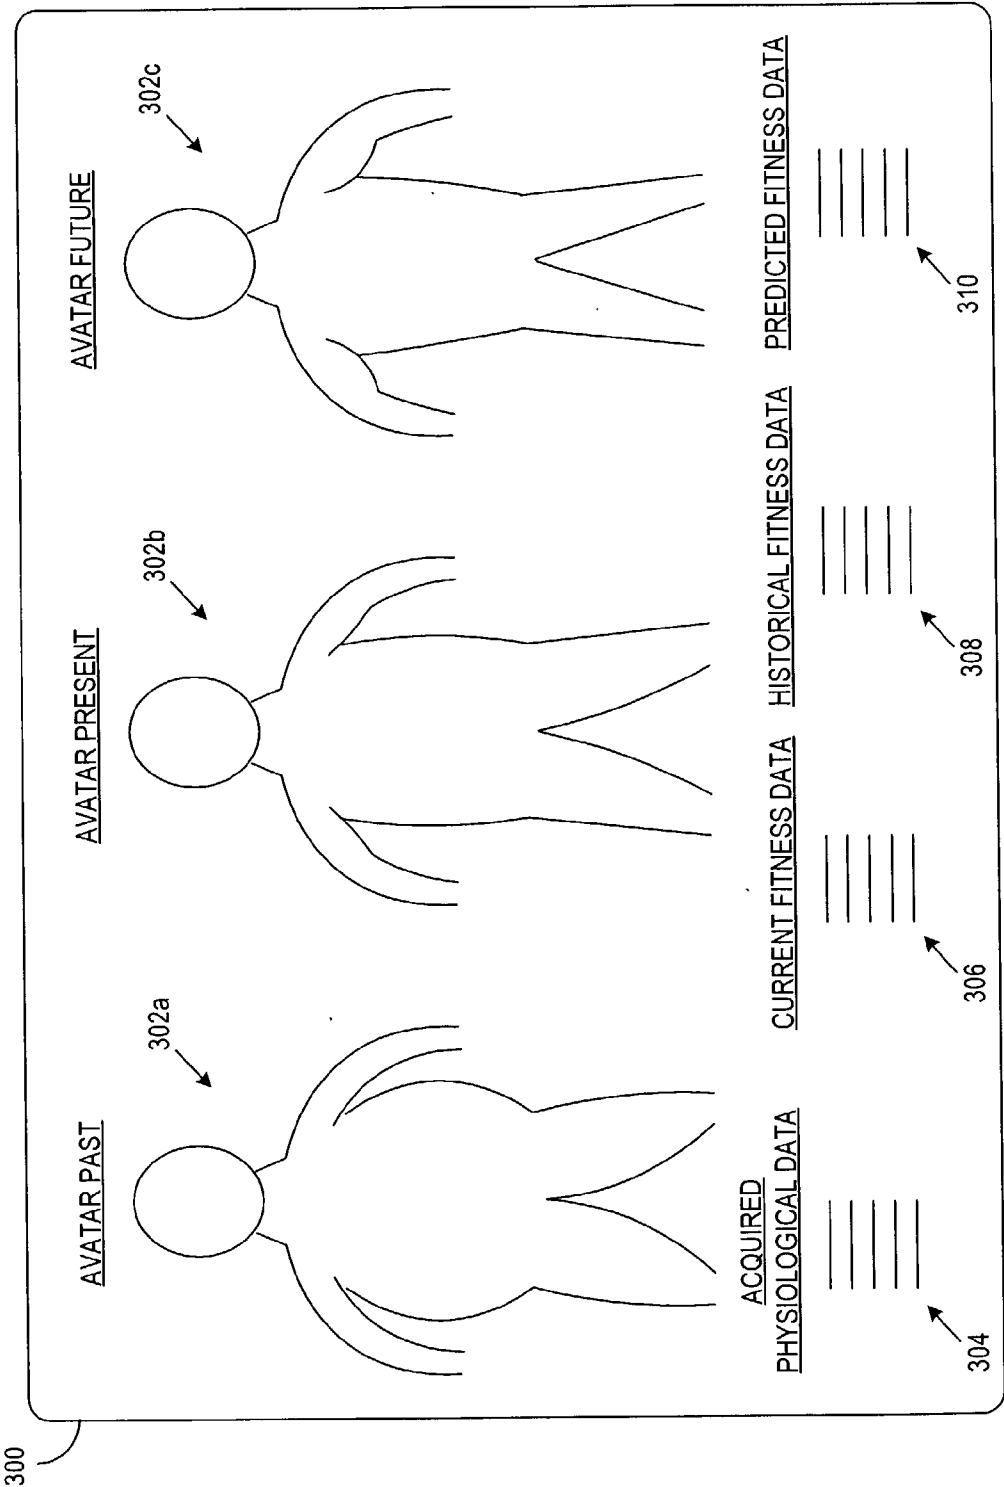 300
AVATAR PAST
AVATAR PRESENT
AVATAR FUTURE
302a
302b
302c
ACQUIRED
PHYSIOLOGICAL DATA
CURRENT FITNESS DATA
HISTORICAL FITNESS DATA
PREDICTED FITNESS DATA
304
306
308
310